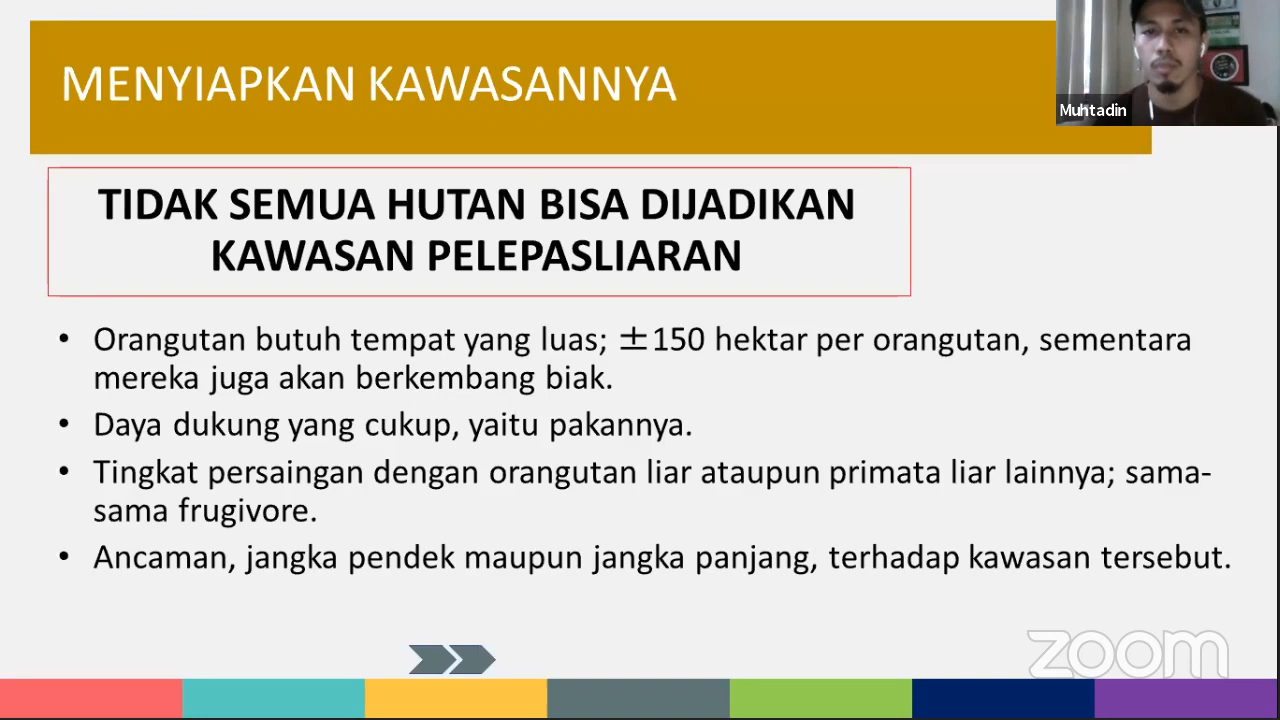 MENYIAPKAN KAWASANNYA
Muhtadin
TIDAK SEMUA HUTAN BISA DIJADIKAN
KAWASAN PELEPASLIARAN
• Orangutan butuh tempat yang luas; ±150 hektar per orangutan, sementara
mereka juga akan berkembang biak.
• Daya dukung yang cukup, yaitu pakannya.
• Tingkat persaingan dengan orangutan liar ataupun primata liar lainnya; sama-
sama frugivore.
• Ancaman, jangka pendek maupun jangka panjang, terhadap kawasan tersebut.
zoom